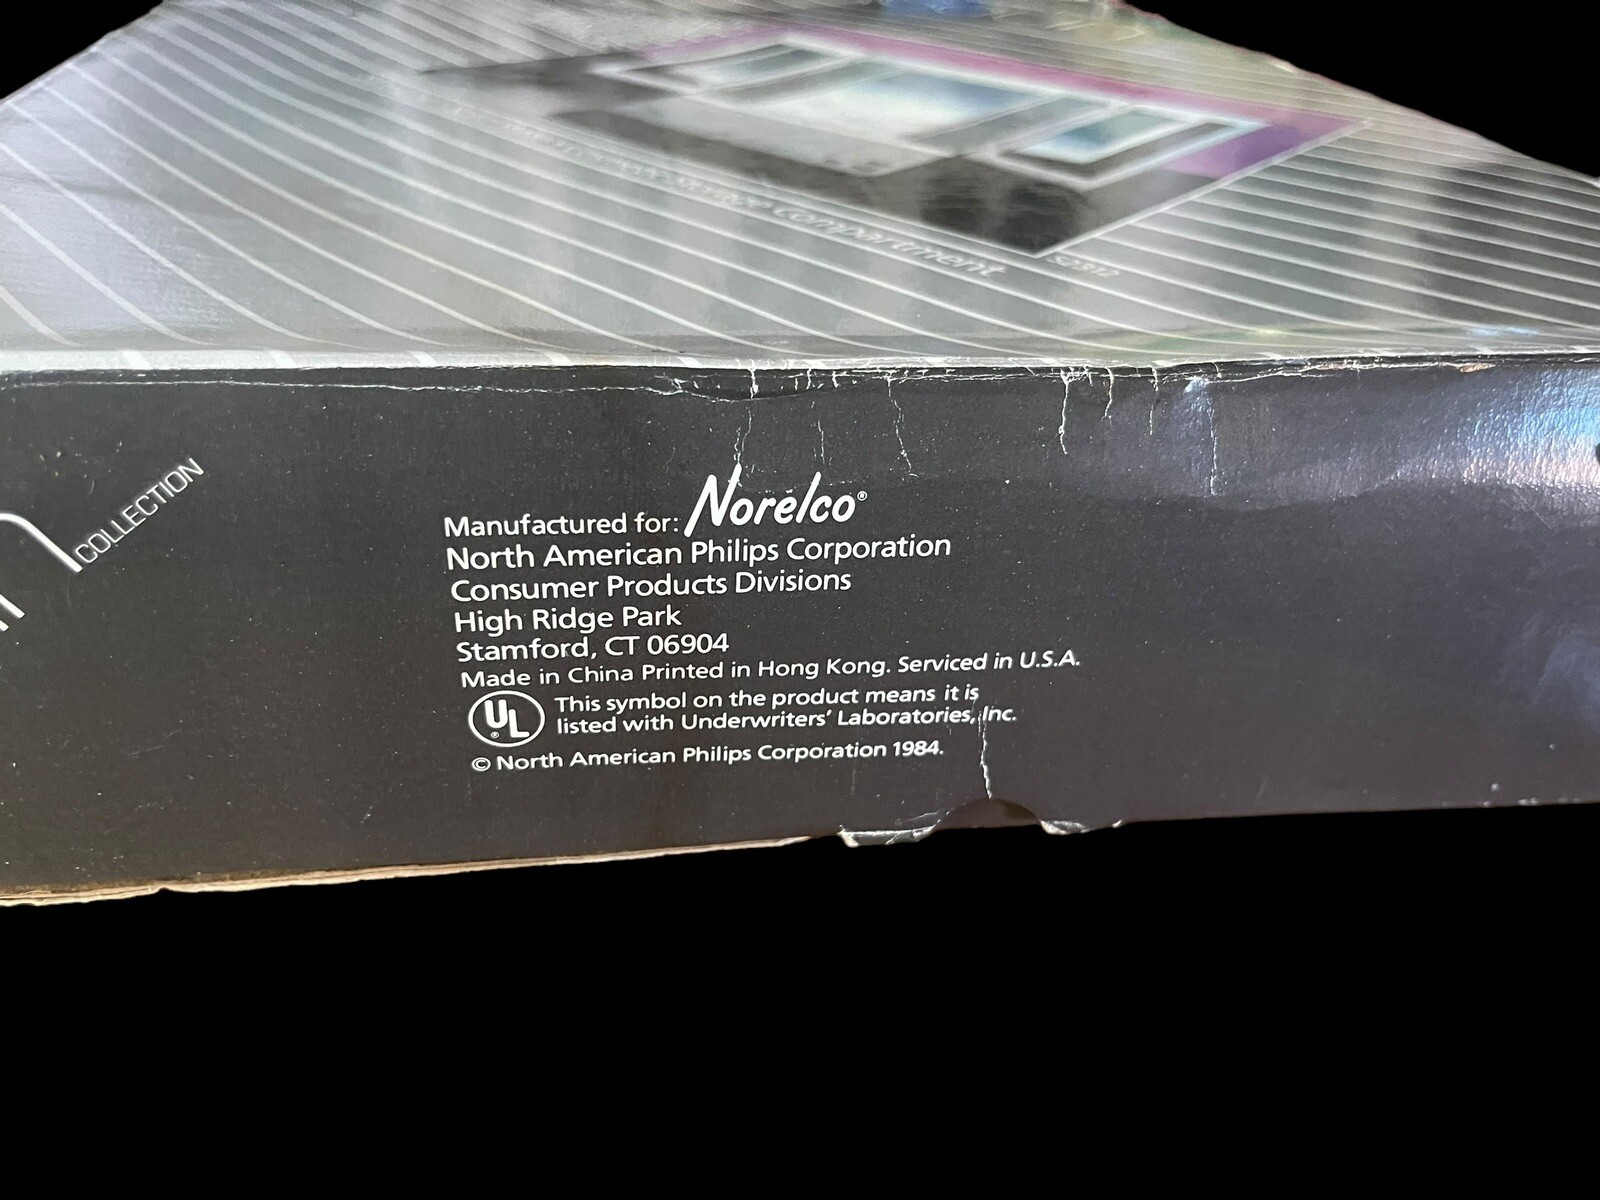 storage compartment
COLLECTION
Manufactured for: Norelco®
North American Philips Corporation
Consumer Products Divisions
High Ridge Park
Stamford, CT 06904
Made in China Printed in Hong Kong. Serviced in U.S.A.
UL®
This symbol on the product means it is
listed with Underwriters' Laboratories, Inc.
© North American Philips Corporation 1984.